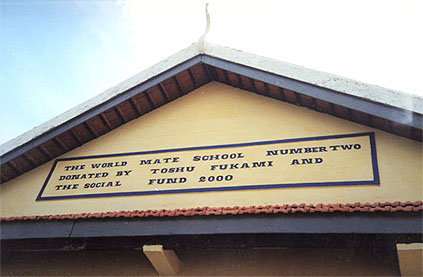 THE WORLD MATE SCHOOL NUMBER TWO
DONATED BY TOSHU FUKAMI AND
THE SOCIAL FUND 2000